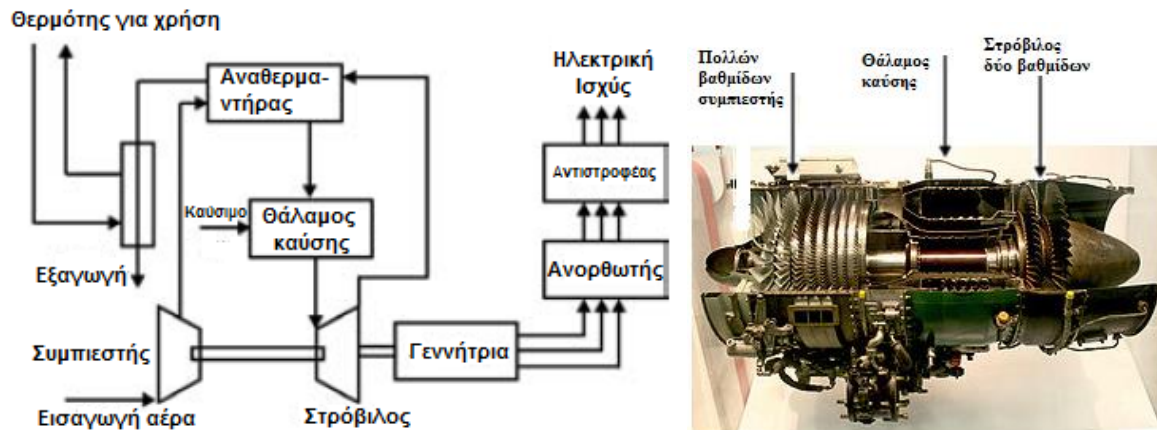 Θερμότης για χρήση
Αναθερμα-
ντήρας
Καύσιμο
Θάλαμος
καύσης
Εξαγωγή
Συμπιεστής
Εισαγωγή αέρα
Στρόβιλος
Γεννήτρια
Ηλεκτρική
Ισχύς
Αντιστροφέας
Ανορθωτής
Πολλών
βαθμίδων
συμπιεστής
Θάλαμος
καύσης
Στρόβιλος
δύο βαθμίδων